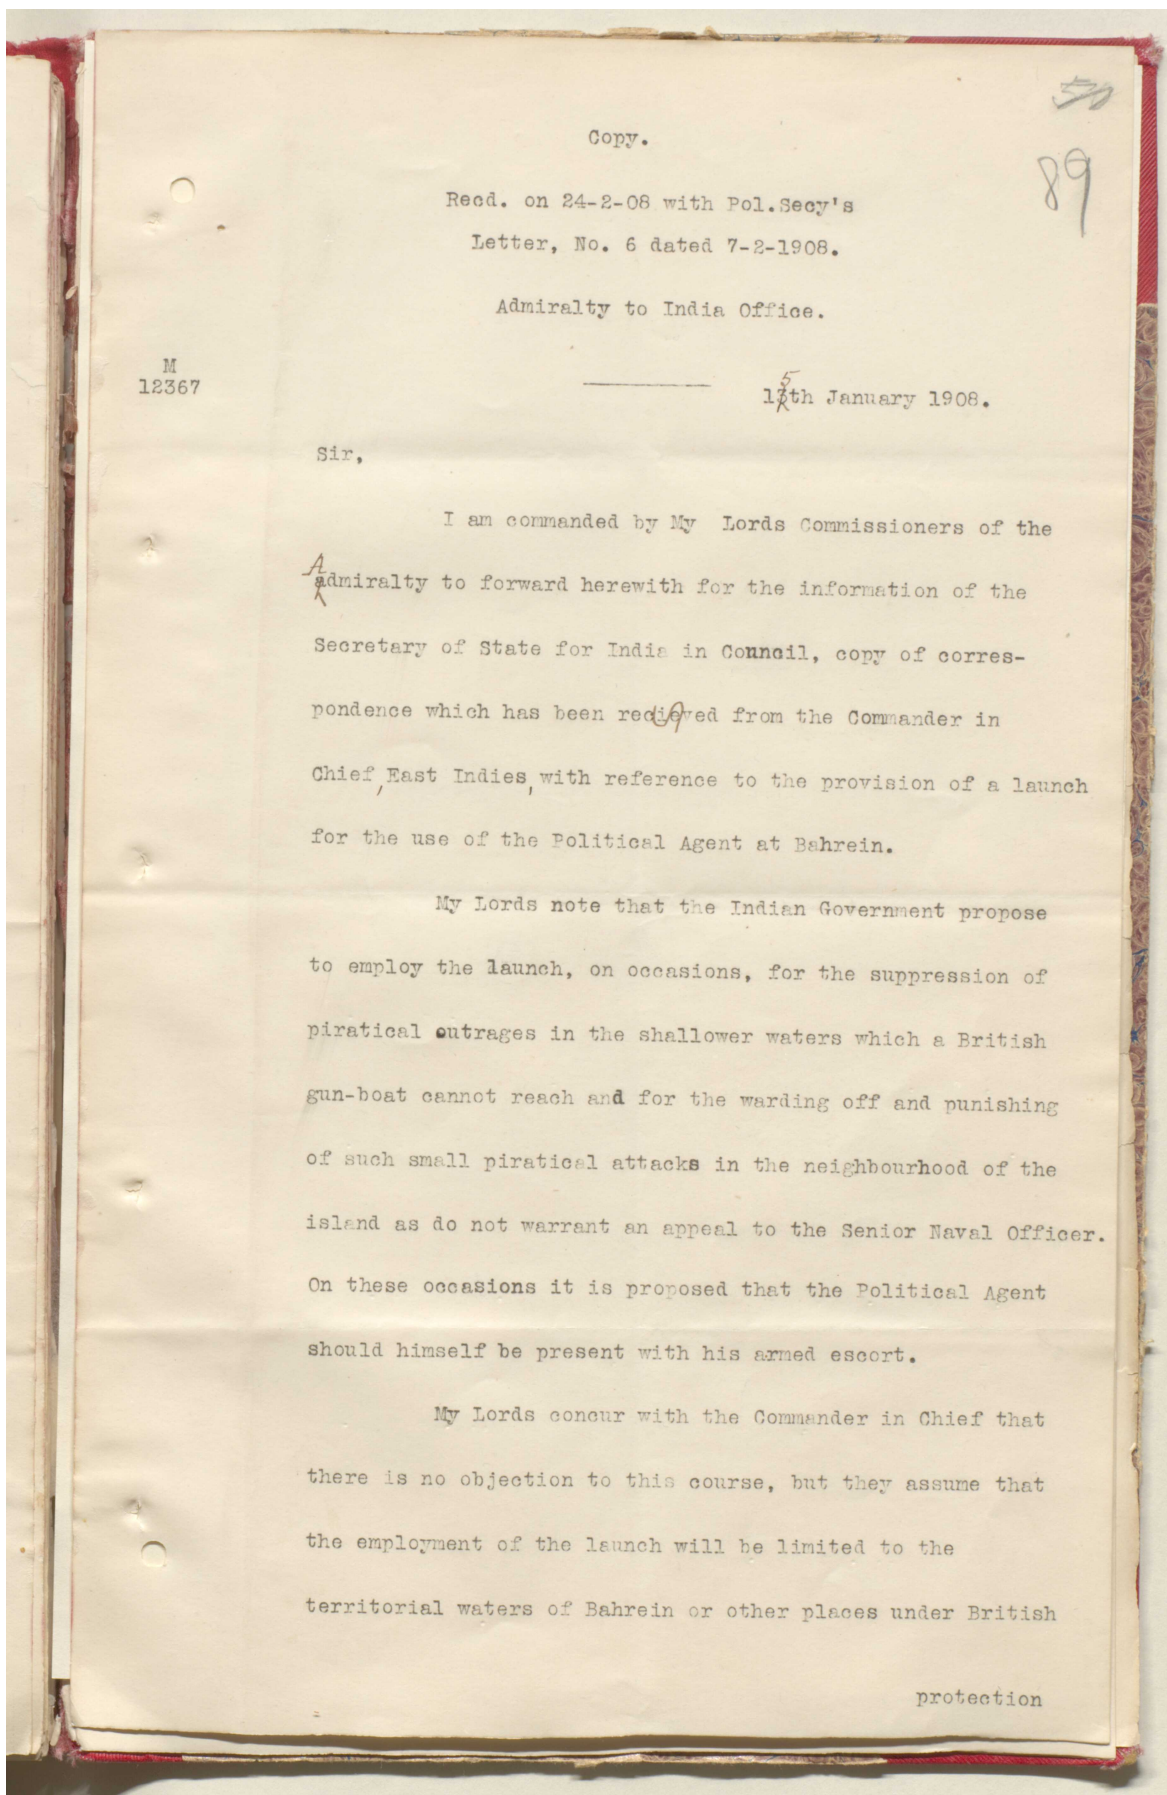 50
Copy.
89
Recd. on 24-2-08 with Pol.Secy's
Letter, No. 6 dated 7-2-1908.
Admiralty to India Office.
M
12367
15th January 1908.
Sir,
I am commanded by My Lords Commissioners of the
Admiralty to forward herewith for the information of the
Secretary of State for India in Council, copy of corres-
pondence which has been received from the Commander in
Chief, East Indies, with reference to the provision of a launch
for the use of the Political Agent at Bahrein.
My Lords note that the Indian Government propose
to employ the launch, on occasions, for the suppression of
piratical outrages in the shallower waters which a British
gun-boat cannot reach and for the warding off and punishing
of such small piratical attacks in the neighbourhood of the
island as do not warrant an appeal to the Senior Naval Officer.
On these occasions it is proposed that the Political Agent
should himself be present with his armed escort.
My Lords concur with the Commander in Chief that
there is no objection to this course, but they assume that
the employment of the launch will be limited to the
territorial waters of Bahrein or other places under British
protection